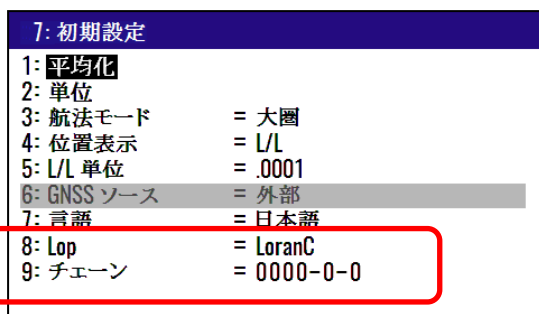 7: 初期設定
1: 平均化
2: 単位
3: 航法モード = 大圏
4: 位置表示 = L/L
5: L/L 単位 = .0001
6: GNSS ソース = 外部
7: 言語 = 日本語
8: Lop = LoranC
9: チェーン = 0000-0-0